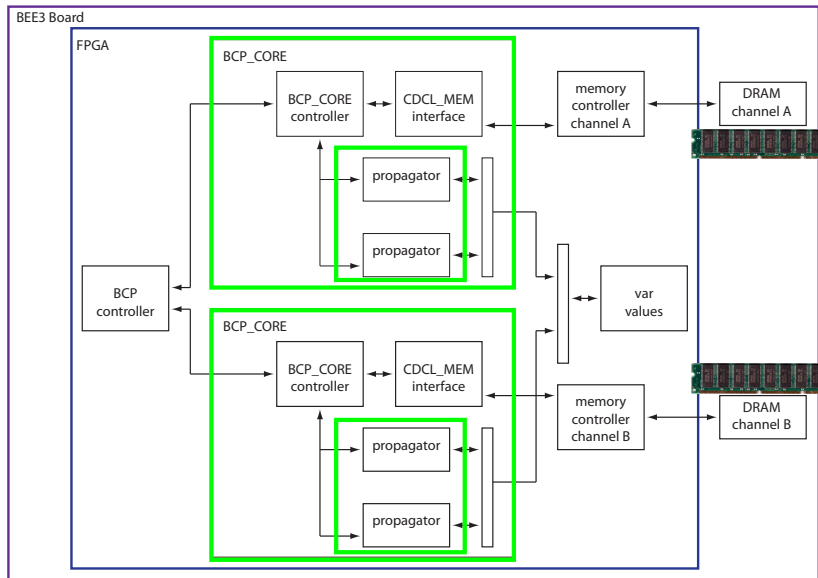 BEE3 Board
FPGA
BCP_CORE
BCP_CORE
controller
CDCL_MEM
interface
memory
controller
channel A
DRAM
channel A
propagator
propagator
BCP
controller
var
values
BCP_CORE
BCP_CORE
controller
CDCL_MEM
interface
memory
controller
channel B
DRAM
channel B
propagator
propagator